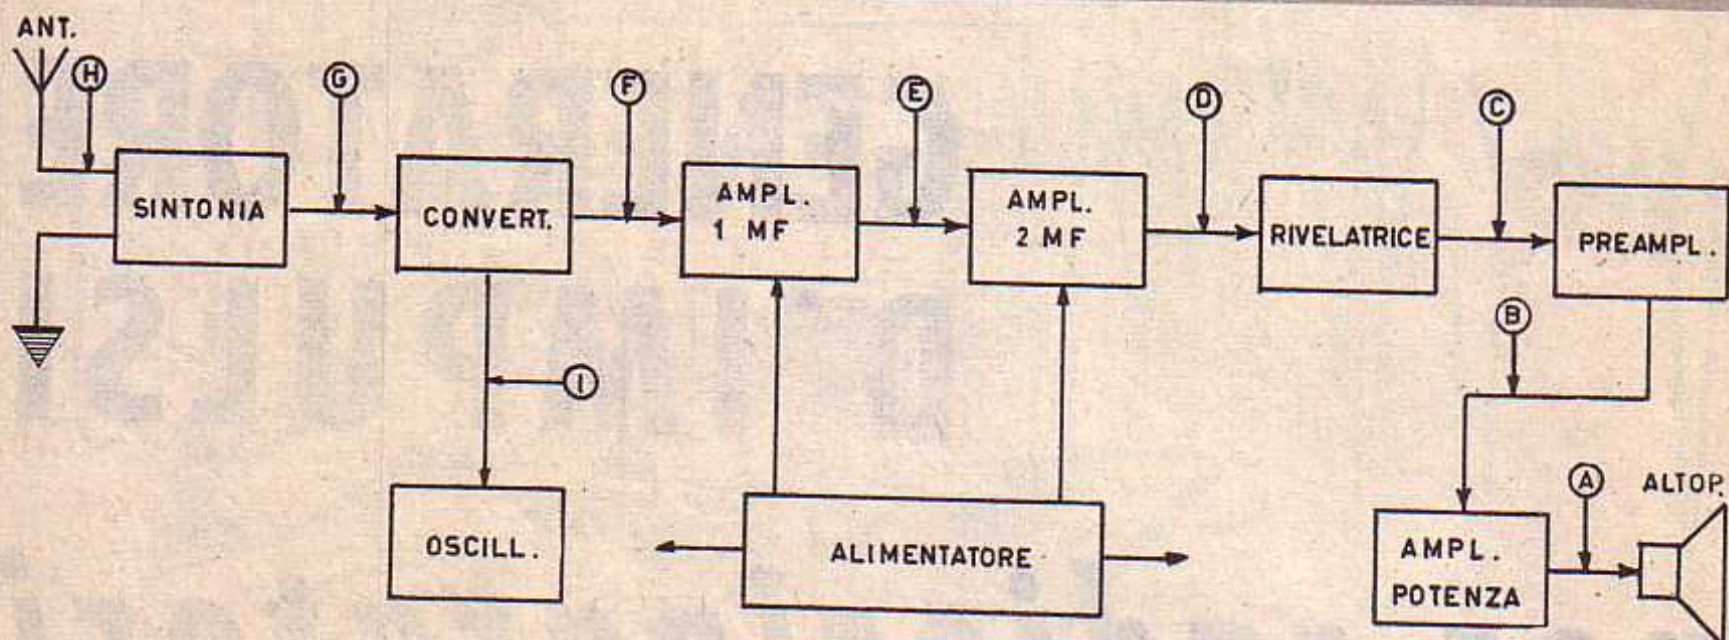 ANT.
H
G
F
E
D
C
SINTONIA
CONVERT.
AMPL.
1 MF
AMPL.
2 MF
RIVELATRICE
PREAMPL.
I
B
OSCILL.
ALIMENTATORE
AMPL.
POTENZA
A
ALTOP.